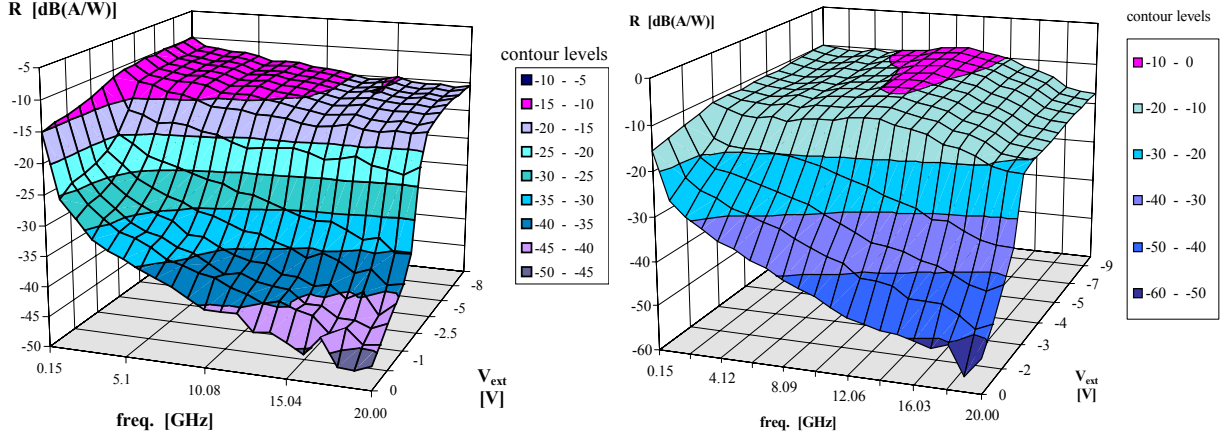 R [dB(A/W)]
-5
-10
-15
-20
-25
-30
-35
-40
-45
-50
0.15
5.1
10.08
15.04
20.00
freq. [GHz]
0
-1
-2.5
-5
-8
V_ext
[V]
contour levels
-10 - -5
-15 - -10
-20 - -15
-25 - -20
-30 - -25
-35 - -30
-40 - -35
-45 - -40
-50 - -45
R [dB(A/W)]
0
-10
-20
-30
-40
-50
-60
0.15
4.12
8.09
12.06
16.03
20.00
freq. [GHz]
0
-2
-3
-4
-5
-7
-9
V_ext
[V]
contour levels
-10 - 0
-20 - -10
-30 - -20
-40 - -30
-50 - -40
-60 - -50